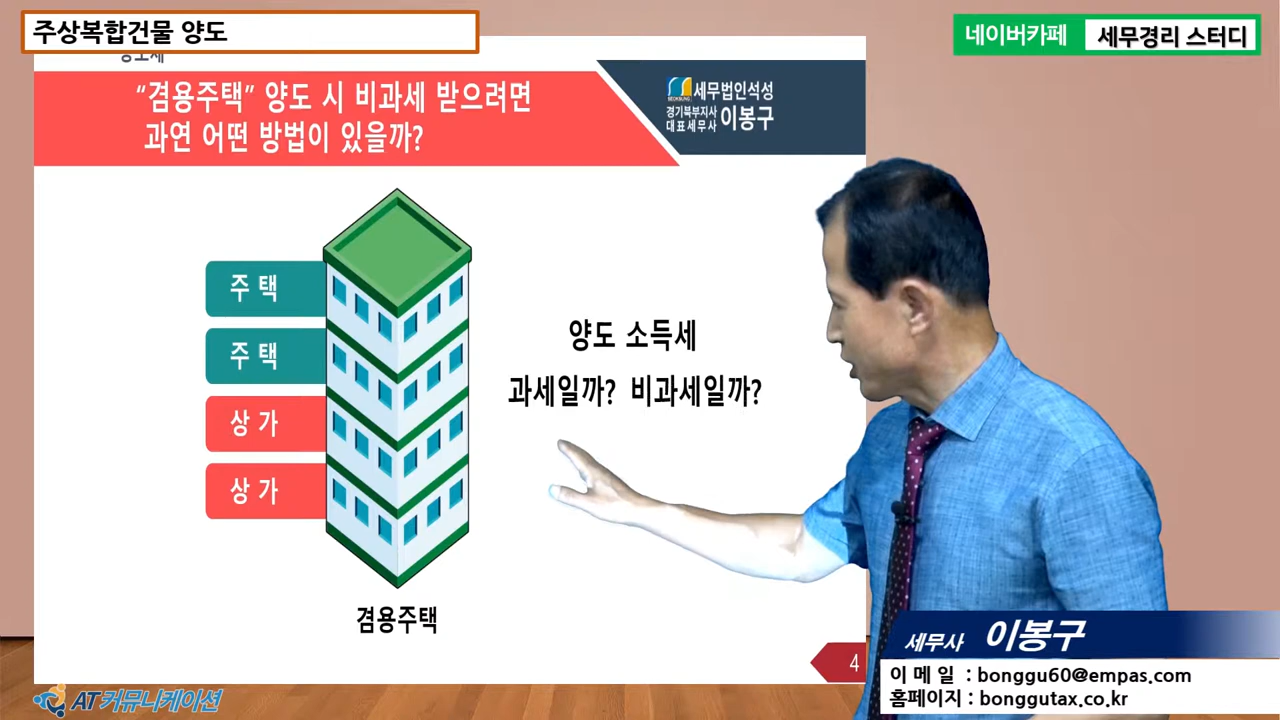 주상복합건물 양도
네이버카페 세무경리 스터디
양도세
“겸용주택” 양도 시 비과세 받으려면
과연 어떤 방법이 있을까?
SEOKSUNG 세무법인석성
경기북부지사
대표세무사 이봉구
주 택
주 택
상 가
상 가
양도 소득세
과세일까? 비과세일까?
겸용주택
4
세무사 이봉구
이 메 일 : bonggu60@empas.com
홈페이지 : bonggutax.co.kr
AT커뮤니케이션